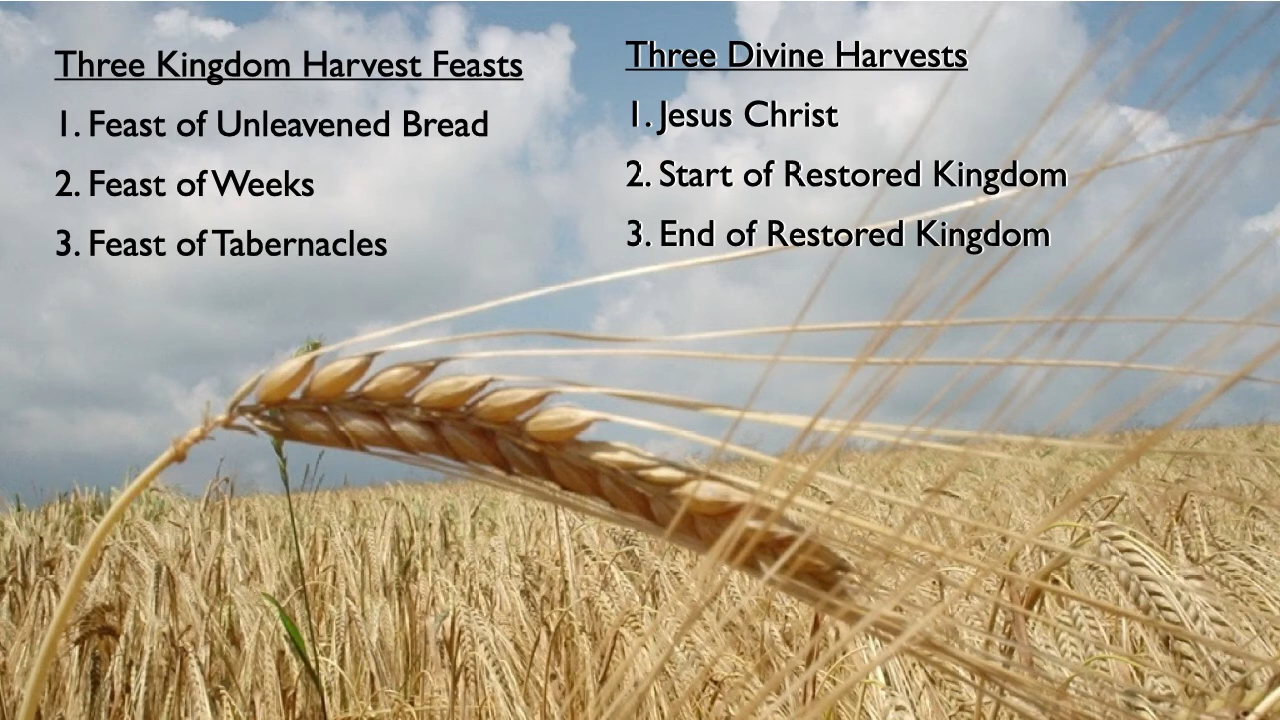 Three Kingdom Harvest Feasts
1. Feast of Unleavened Bread
2. Feast of Weeks
3. Feast of Tabernacles
Three Divine Harvests
1. Jesus Christ
2. Start of Restored Kingdom
3. End of Restored Kingdom